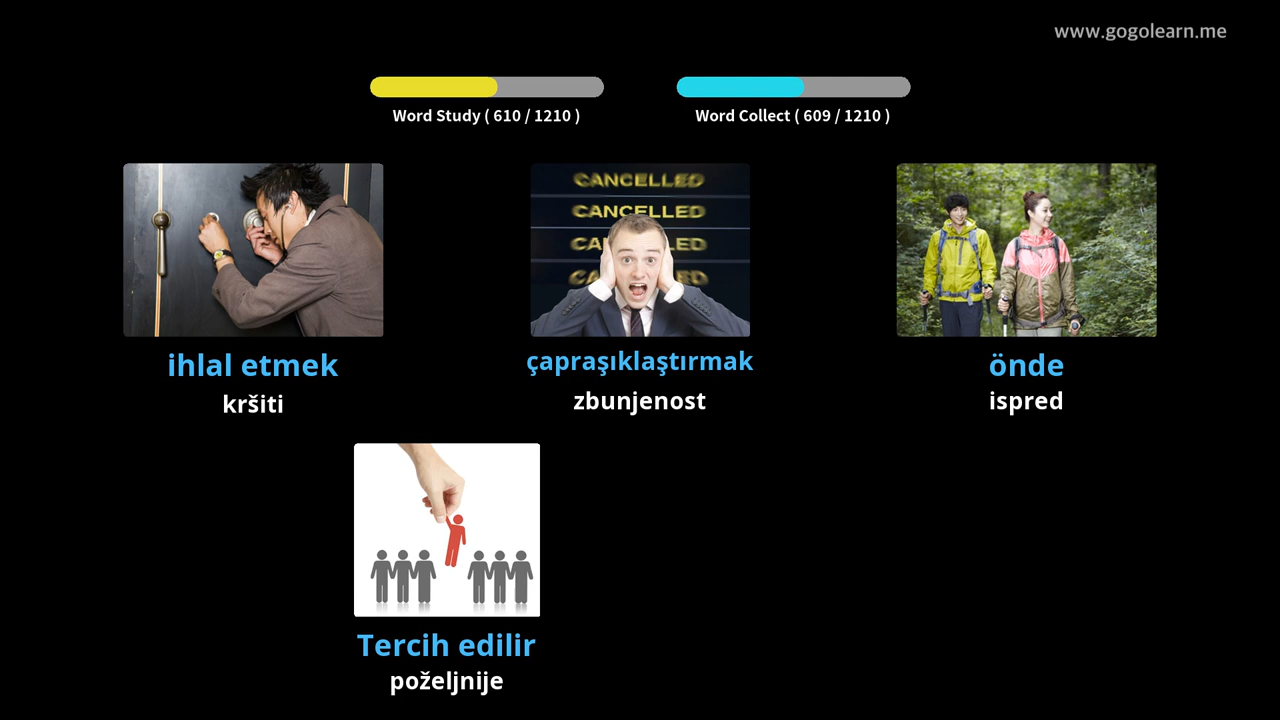 www.gogolearn.me
Word Study ( 610 / 1210 )
Word Collect ( 609 / 1210 )
CANCELLED
CANCELLED
ihlal etmek
kršiti
çapraşıklaştırmak
zbunjenost
önde
ispred
Tercih edilir
poželjnije